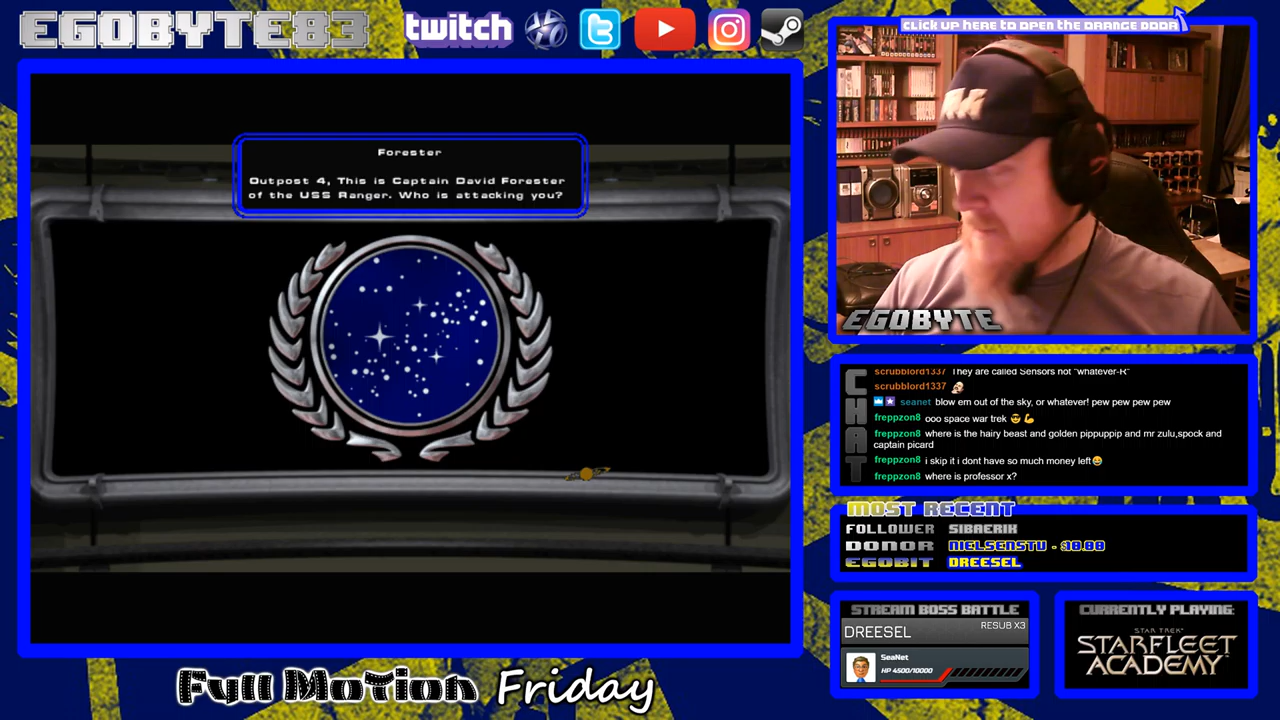 EGOBYTE83
twitch
CLICK UP HERE TO OPEN THE ORANGE DOOR
Forester
Outpost 4, This is Captain David Forester
of the USS Ranger. Who is attacking you?
EGOBYTE
CHAT
scrubblord1337 They are called Sensors not "whatever-R"
scrubblord1337
seanet blow em out of the sky, or whatever! pew pew pew pew
freppzon8 ooo space war trek
freppzon8 where is the hairy beast and golden pippuppip and mr zulu,spock and
captain picard
freppzon8 i skip it i dont have so much money left
freppzon8 where is professor x?
MOST RECENT
FOLLOWER SIBAERIK
DONOR NIELSENSTU - $10.00
EGOBIT DREESEL
STREAM BOSS BATTLE
DREESEL RESUB X3
SeaNet
HP 4500/10000
CURRENTLY PLAYING:
STAR TREK
STARFLEET
ACADEMY
Full Motion Friday